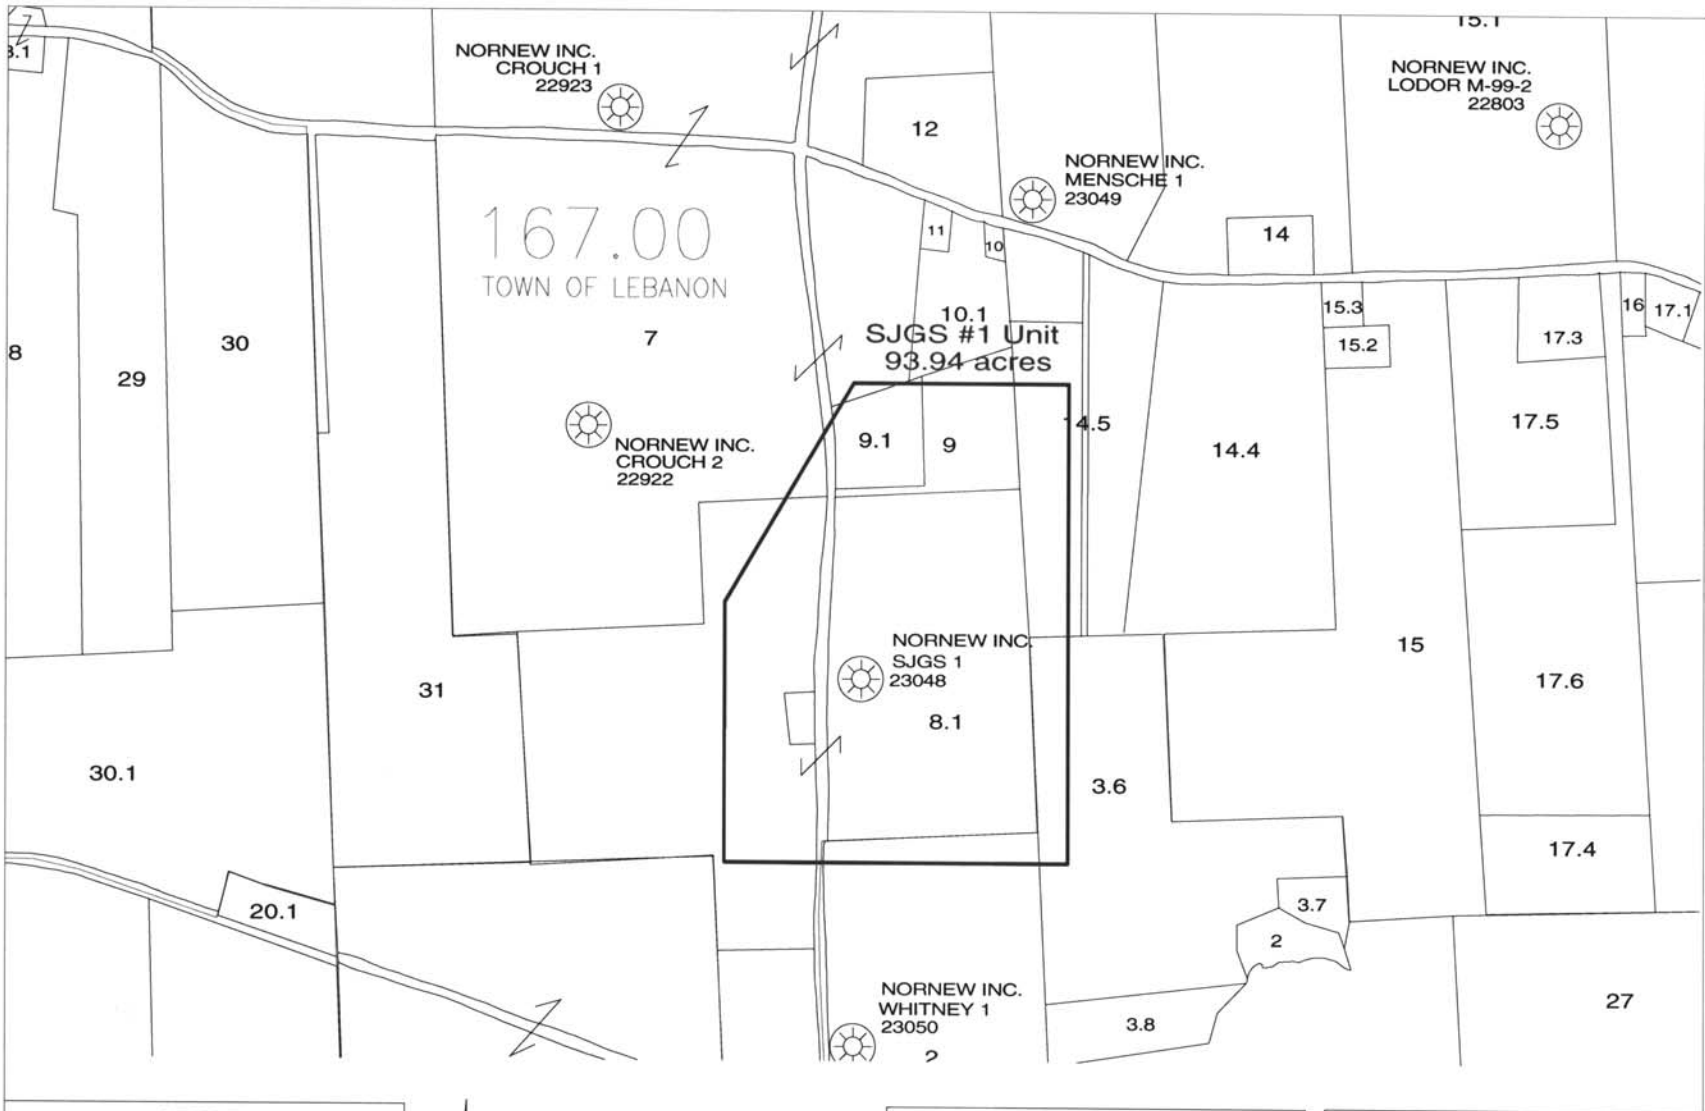 15.1
3.1
NORNEW INC.
CROUCH 1
22923
NORNEW INC.
LODOR M-99-2
22803
12
NORNEW INC.
MENSCHE 1
23049
167.00
TOWN OF LEBANON
11
10
14
8
29
30
7
10.1
SJGS #1 Unit
93.94 acres
15.3
15.2
16
17.1
17.3
9.1
9
4.5
14.4
17.5
NORNEW INC.
CROUCH 2
22922
NORNEW INC.
SJGS 1
23048
8.1
31
15
17.6
30.1
3.6
17.4
20.1
3.7
2
NORNEW INC.
WHITNEY 1
23050
2
3.8
27